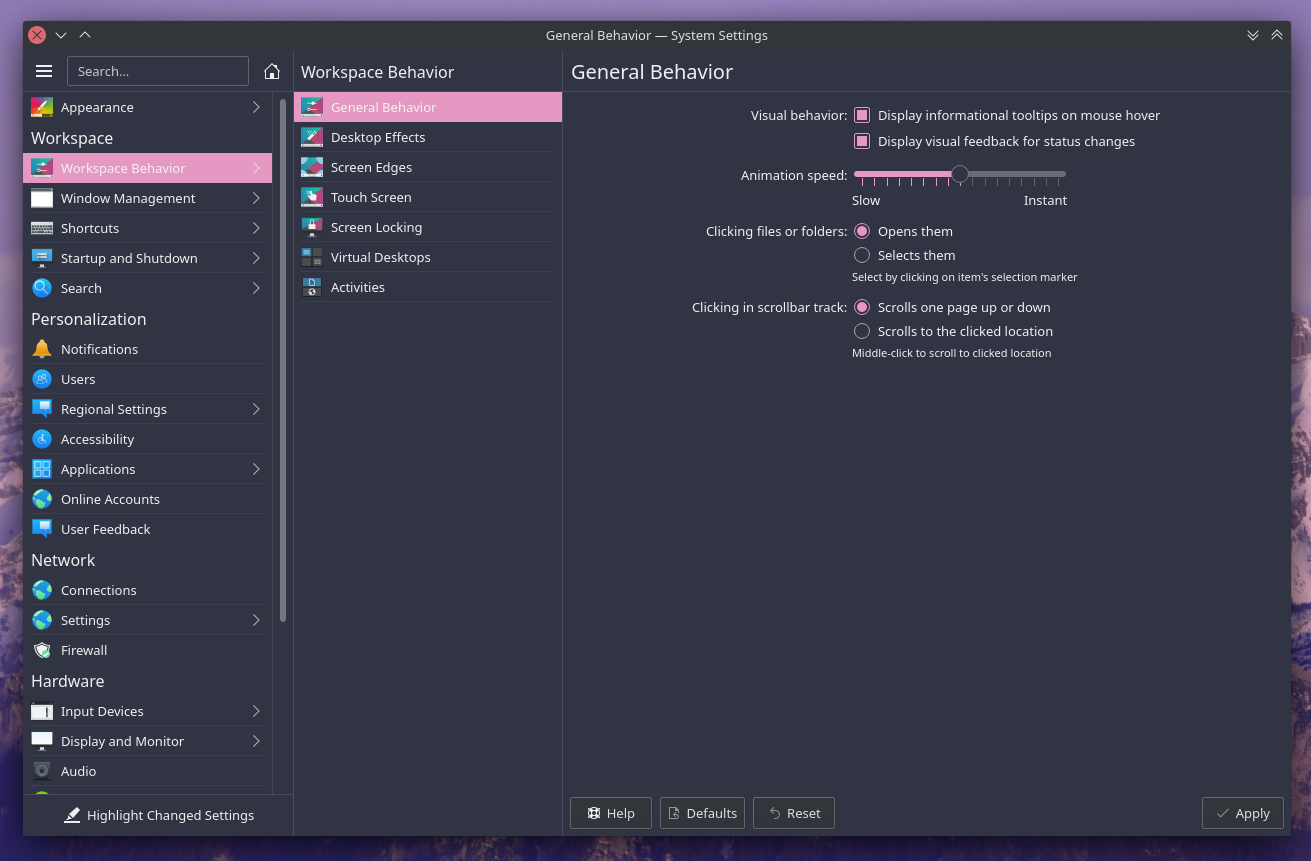 General Behavior — System Settings
Search...
Appearance
Workspace
Workspace Behavior
Window Management
Shortcuts
Startup and Shutdown
Search
Personalization
Notifications
Users
Regional Settings
Accessibility
Applications
Online Accounts
User Feedback
Network
Connections
Settings
Firewall
Hardware
Input Devices
Display and Monitor
Audio
Highlight Changed Settings
Workspace Behavior
General Behavior
Desktop Effects
Screen Edges
Touch Screen
Screen Locking
Virtual Desktops
Activities
General Behavior
Visual behavior: Display informational tooltips on mouse hover
Display visual feedback for status changes
Animation speed:
Slow Instant
Clicking files or folders: Opens them
Selects them
Select by clicking on item's selection marker
Clicking in scrollbar track: Scrolls one page up or down
Scrolls to the clicked location
Middle-click to scroll to clicked location
Help Defaults Reset Apply